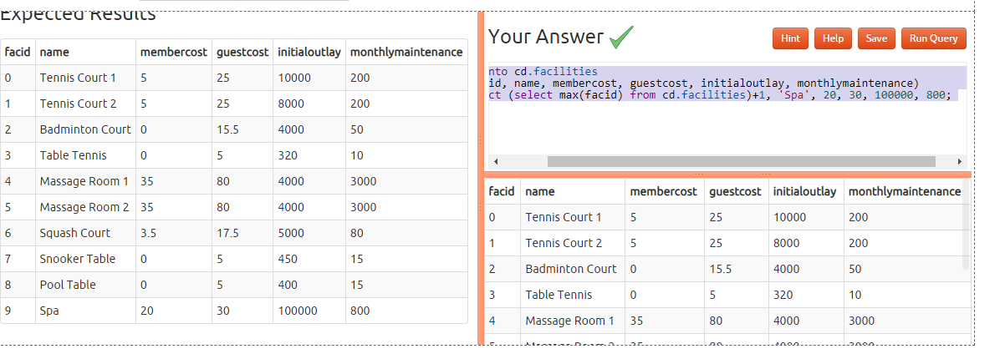 Expected Results
facid name membercost guestcost initialoutlay monthlymaintenance
0 Tennis Court 1 5 25 10000 200
1 Tennis Court 2 5 25 8000 200
2 Badminton Court 0 15.5 4000 50
3 Table Tennis 0 5 320 10
4 Massage Room 1 35 80 4000 3000
5 Massage Room 2 35 80 4000 3000
6 Squash Court 3.5 17.5 5000 80
7 Snooker Table 0 5 450 15
8 Pool Table 0 5 400 15
9 Spa 20 30 100000 800
Your Answer
Hint Help Save Run Query
nto cd.facilities
id, name, membercost, guestcost, initialoutlay, monthlymaintenance)
ct (select max(facid) from cd.facilities)+1, 'Spa', 20, 30, 100000, 800;
facid name membercost guestcost initialoutlay monthlymaintenance
0 Tennis Court 1 5 25 10000 200
1 Tennis Court 2 5 25 8000 200
2 Badminton Court 0 15.5 4000 50
3 Table Tennis 0 5 320 10
4 Massage Room 1 35 80 4000 3000
5 Massage Room 2 35 80 4000 3000